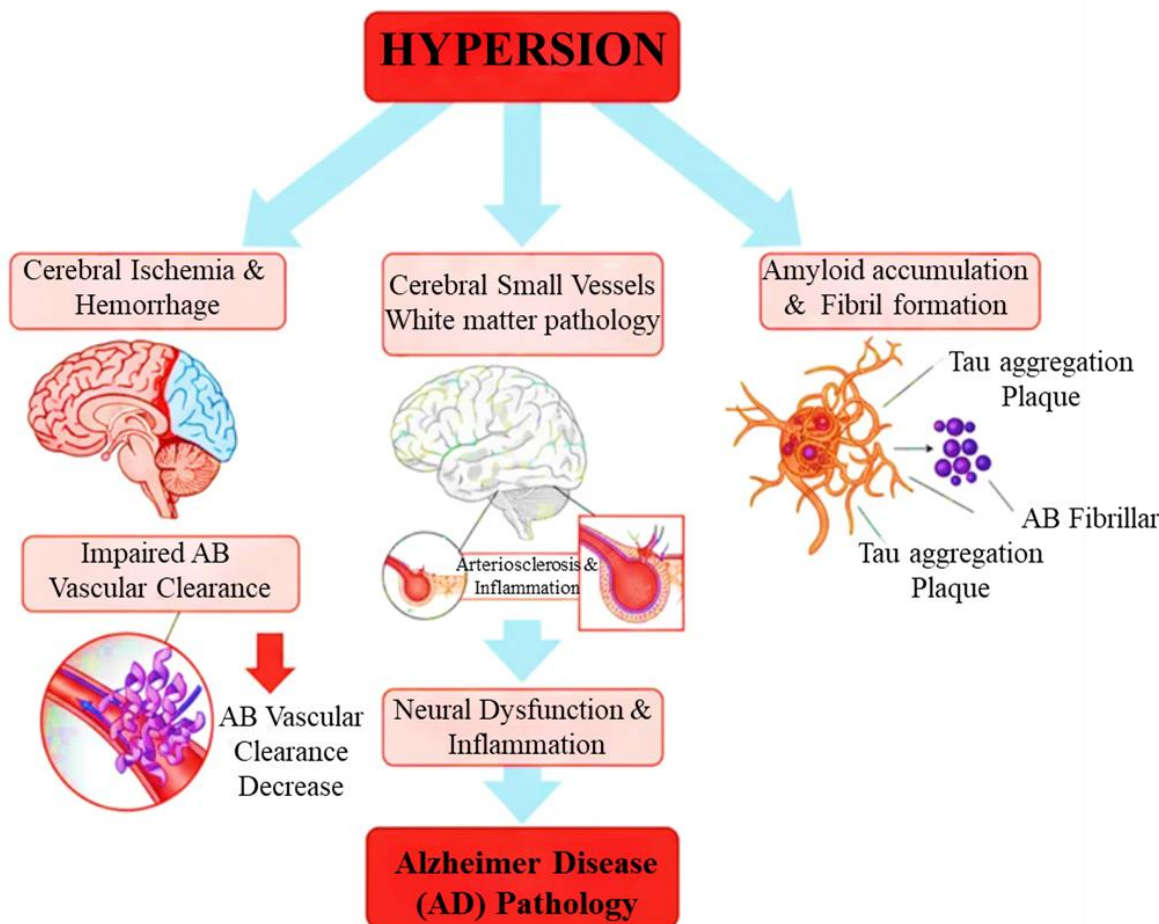 HYPERSION
Cerebral Ischemia &
Hemorrhage
Cerebral Small Vessels
White matter pathology
Amyloid accumulation
& Fibril formation
Tau aggregation
Plaque
AB Fibrillar
Tau aggregation
Plaque
Impaired AB
Vascular Clearance
AB Vascular
Clearance
Decrease
Arteriosclerosis &
Inflammation
Neural Dysfunction &
Inflammation
Alzheimer Disease
(AD) Pathology